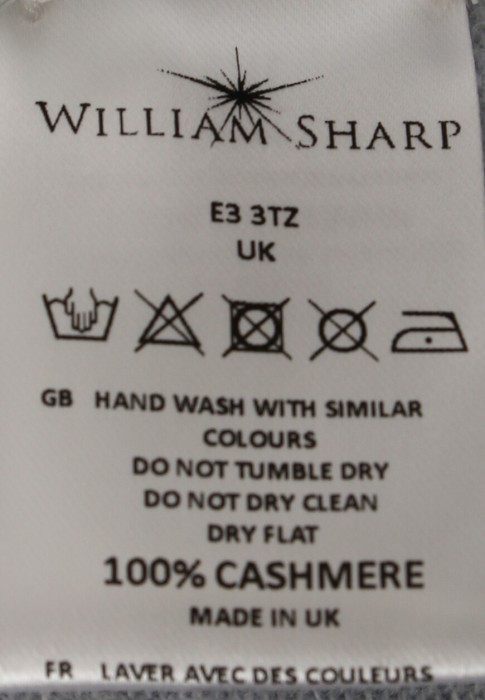 WILLIAM SHARP
E3 3TZ
UK
GB HAND WASH WITH SIMILAR
COLOURS
DO NOT TUMBLE DRY
DO NOT DRY CLEAN
DRY FLAT
100% CASHMERE
MADE IN UK
FR LAVER AVEC DES COULEURS